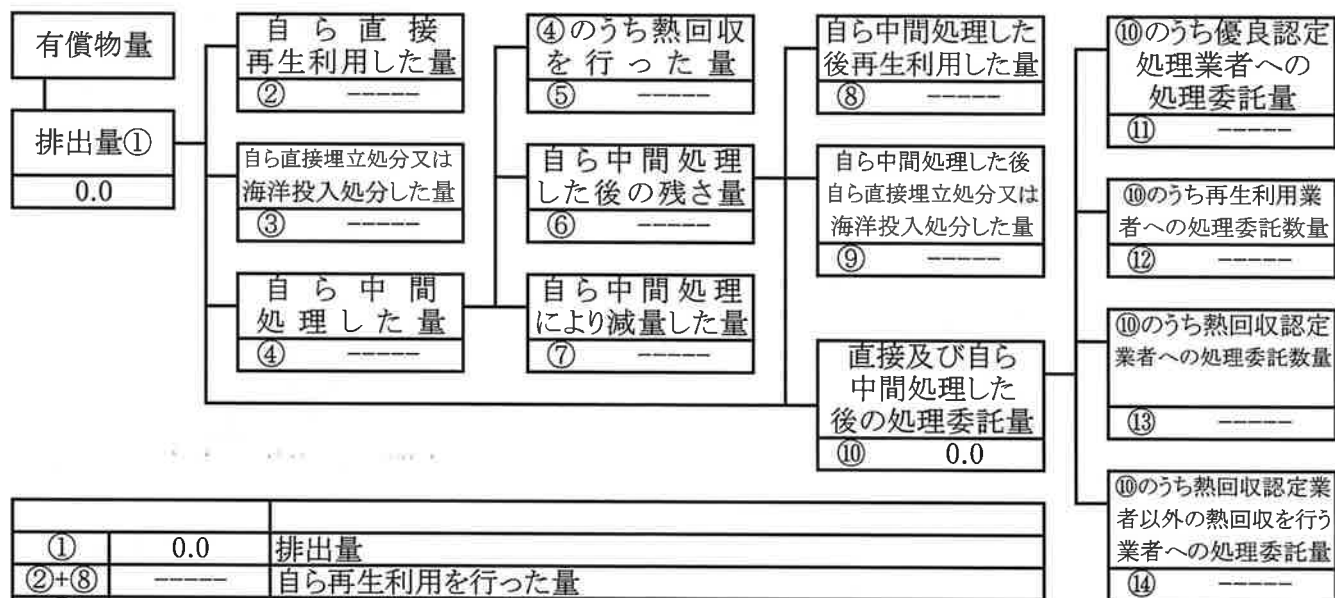 有償物量
排出量①
0.0
自ら直接
再生利用した量
② -----
自ら直接埋立処分又は
海洋投入処分した量
③ -----
自ら中間
処理した量
④ -----
④のうち熱回収
を行った量
⑤ -----
自ら中間処理
した後の残さ量
⑥ -----
自ら中間処理
により減量した量
⑦ -----
自ら中間処理した
後再生利用した量
⑧ -----
自ら中間処理した後
自ら直接埋立処分又は
海洋投入処分した量
⑨ -----
直接及び自ら
中間処理した
後の処理委託量
⑩ 0.0
⑩のうち優良認定
処理業者への
処理委託量
⑪ -----
⑩のうち再生利用業
者への処理委託数量
⑫ -----
⑩のうち熱回収認定
業者への処理委託数量
⑬ -----
⑩のうち熱回収認定業
者以外の熱回収を行う
業者への処理委託量
⑭ -----
① 0.0 排出量
②+⑧ ----- 自ら再生利用を行った量